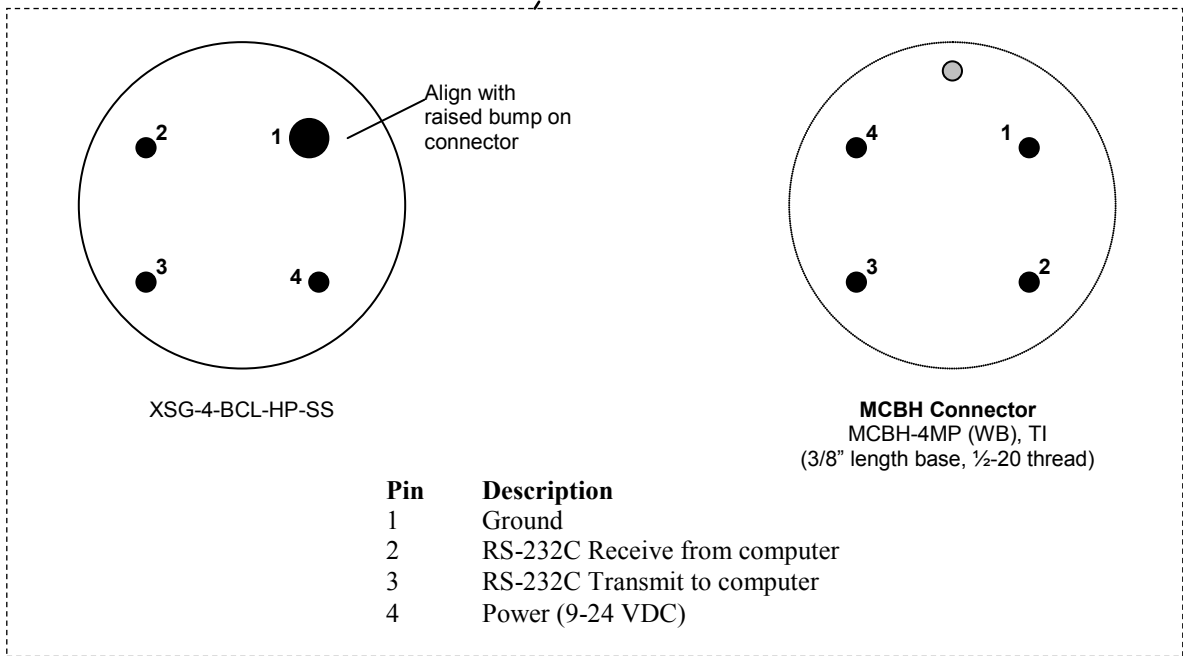 Align with
raised bump on
connector
2
1
3
4
XSG-4-BCL-HP-SS
4
1
3
2
MCBH Connector
MCBH-4MP (WB), TI
(3/8” length base, ½-20 thread)
Pin Description
1 Ground
2 RS-232C Receive from computer
3 RS-232C Transmit to computer
4 Power (9-24 VDC)